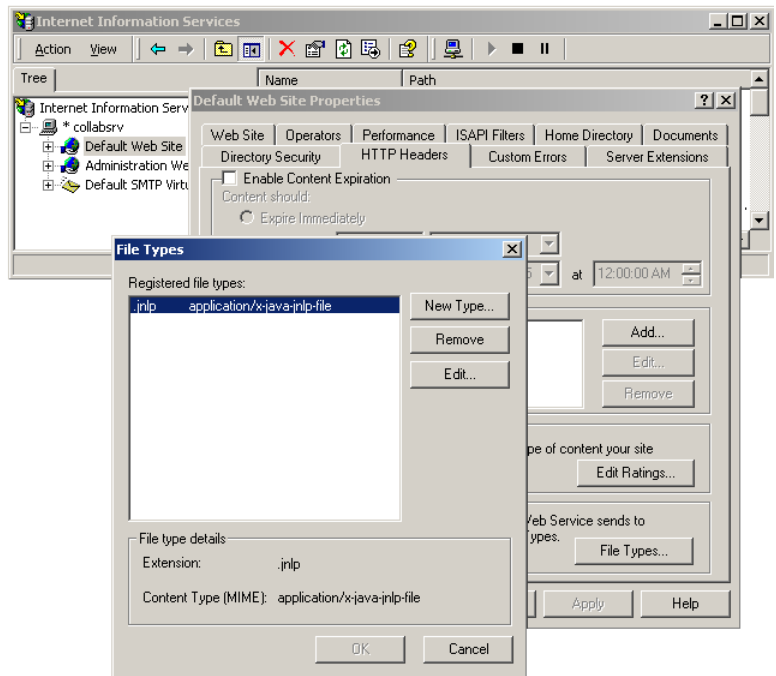 Internet Information Services
Action View
Tree
Name Path
Internet Information Serv
* collabsrv
Default Web Site
Administration We
Default SMTP Virtu
Default Web Site Properties
Web Site Operators Performance ISAPI Filters Home Directory Documents
Directory Security HTTP Headers Custom Errors Server Extensions
Enable Content Expiration
Content should:
Expire Immediately
at 12:00:00 AM
Add...
Edit...
Remove
pe of content your site
Edit Ratings...
Web Service sends to
ypes.
File Types...
Apply Help
File Types
Registered file types:
.jnlp application/x-java-jnlp-file
New Type...
Remove
Edit...
File type details
Extension: .jnlp
Content Type (MIME): application/x-java-jnlp-file
OK Cancel